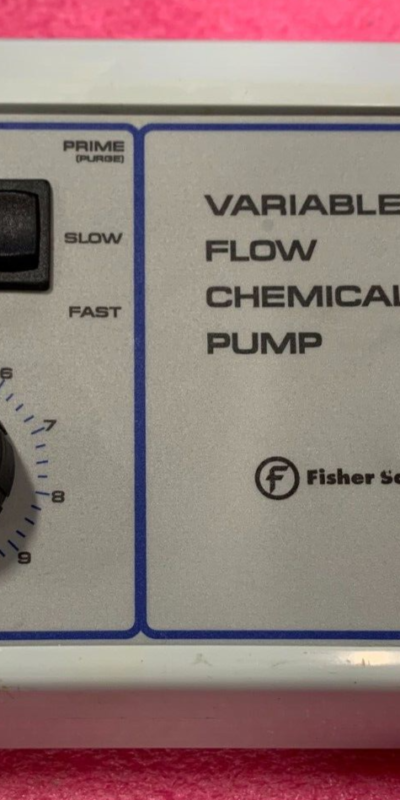 PRIME
(PURGE)
SLOW
FAST
6
7
8
9
VARIABLE
FLOW
CHEMICAL
PUMP
f Fisher Sc